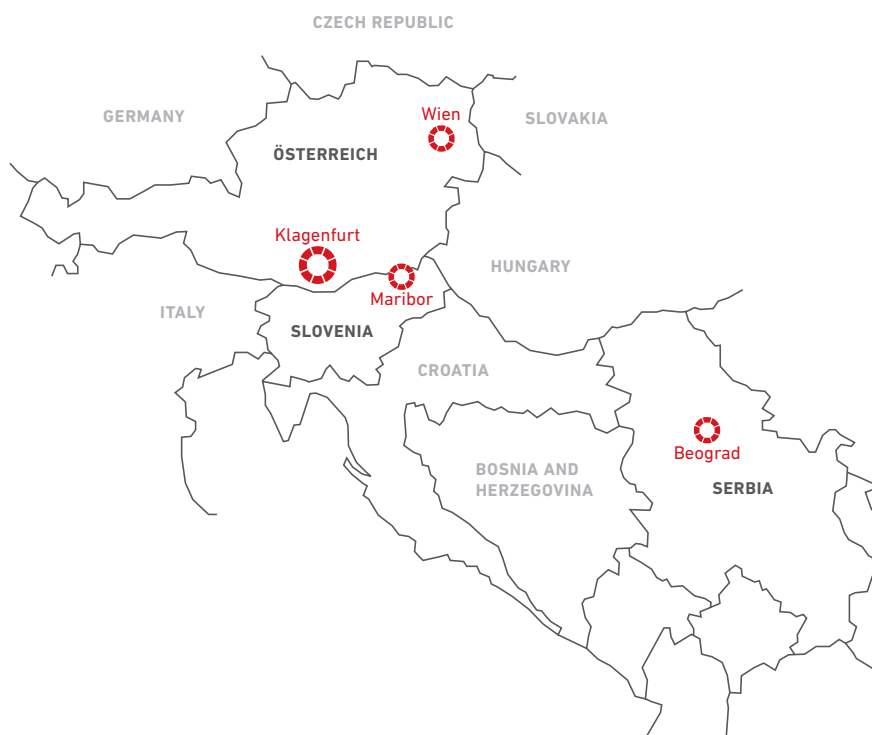 CZECH REPUBLIC
GERMANY
Wien
SLOVAKIA
ÖSTERREICH
Klagenfurt
HUNGARY
Maribor
ITALY
SLOVENIA
CROATIA
Beograd
BOSNIA AND
HERZEGOVINA
SERBIA